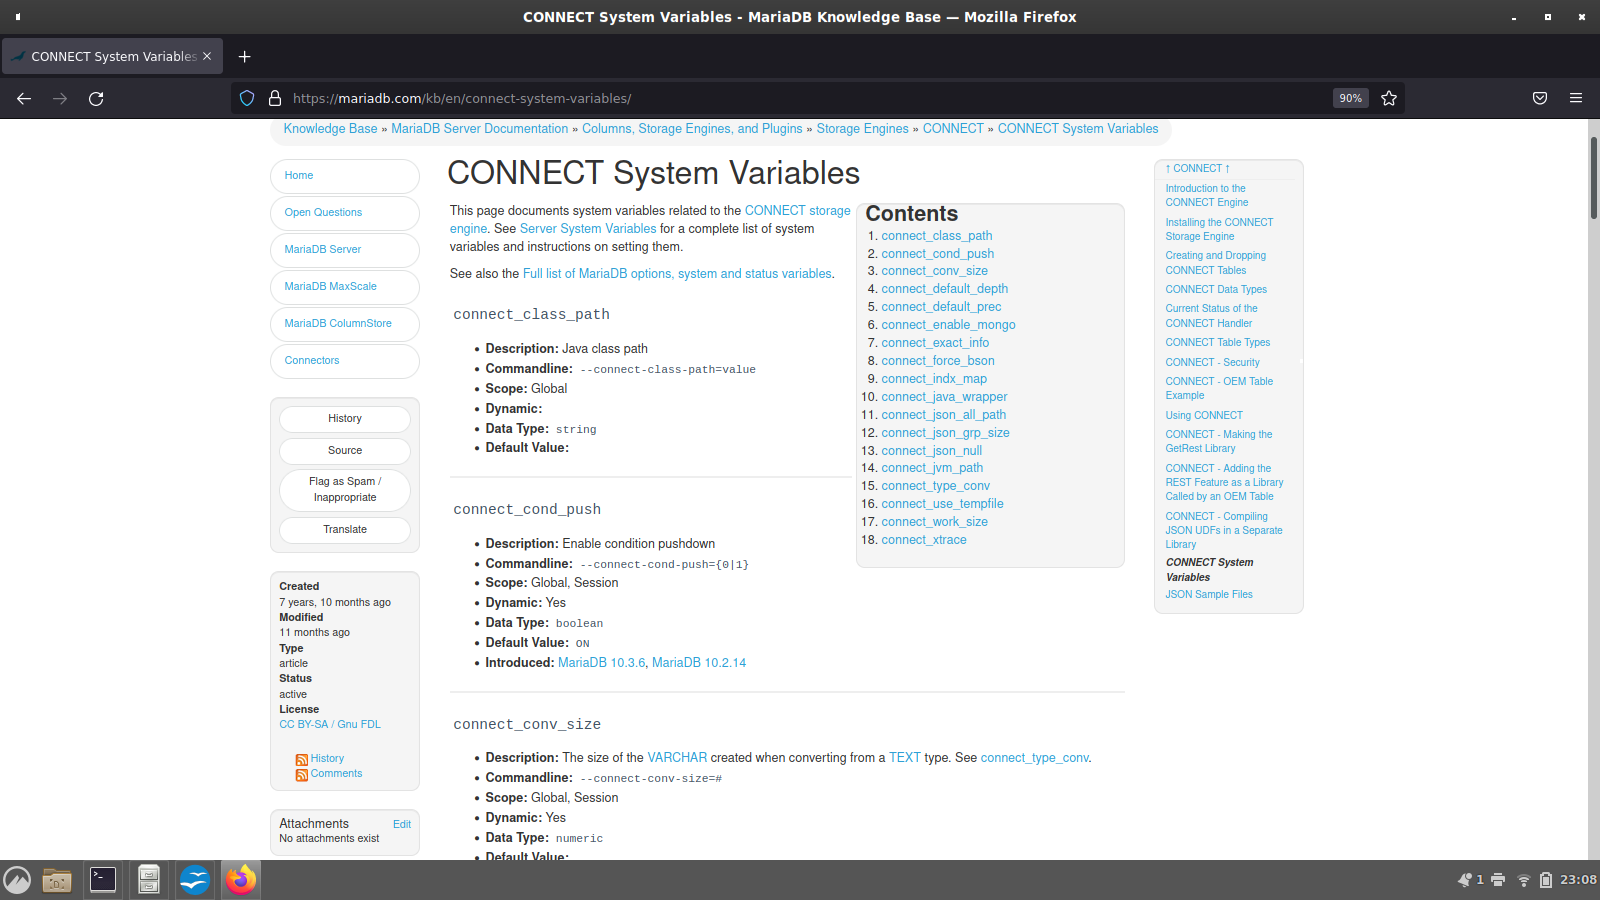 CONNECT System Variables - MariaDB Knowledge Base — Mozilla Firefox
CONNECT System Variables
https://mariadb.com/kb/en/connect-system-variables/
90%
Knowledge Base » MariaDB Server Documentation » Columns, Storage Engines, and Plugins » Storage Engines » CONNECT » CONNECT System Variables
Home
Open Questions
MariaDB Server
MariaDB MaxScale
MariaDB ColumnStore
Connectors
History
Source
Flag as Spam /
Inappropriate
Translate
Created
7 years, 10 months ago
Modified
11 months ago
Type
article
Status
active
License
CC BY-SA / Gnu FDL
History
Comments
Attachments
Edit
No attachments exist
CONNECT System Variables
This page documents system variables related to the CONNECT storage
engine. See Server System Variables for a complete list of system
variables and instructions on setting them.
See also the Full list of MariaDB options, system and status variables.
connect_class_path
• Description: Java class path
• Commandline: --connect-class-path=value
• Scope: Global
• Dynamic:
• Data Type: string
• Default Value:
connect_cond_push
• Description: Enable condition pushdown
• Commandline: --connect-cond-push={0|1}
• Scope: Global, Session
• Dynamic: Yes
• Data Type: boolean
• Default Value: ON
• Introduced: MariaDB 10.3.6, MariaDB 10.2.14
connect_conv_size
• Description: The size of the VARCHAR created when converting from a TEXT type. See connect_type_conv.
• Commandline: --connect-conv-size=#
• Scope: Global, Session
• Dynamic: Yes
• Data Type: numeric
• Default Value:
Contents
1. connect_class_path
2. connect_cond_push
3. connect_conv_size
4. connect_default_depth
5. connect_default_prec
6. connect_enable_mongo
7. connect_exact_info
8. connect_force_bson
9. connect_indx_map
10. connect_java_wrapper
11. connect_json_all_path
12. connect_json_grp_size
13. connect_json_null
14. connect_jvm_path
15. connect_type_conv
16. connect_use_tempfile
17. connect_work_size
18. connect_xtrace
↑ CONNECT ↑
Introduction to the
CONNECT Engine
Installing the CONNECT
Storage Engine
Creating and Dropping
CONNECT Tables
CONNECT Data Types
Current Status of the
CONNECT Handler
CONNECT Table Types
CONNECT - Security
CONNECT - OEM Table
Example
Using CONNECT
CONNECT - Making the
GetRest Library
CONNECT - Adding the
REST Feature as a Library
Called by an OEM Table
CONNECT - Compiling
JSON UDFs in a Separate
Library
CONNECT System
Variables
JSON Sample Files
1
23:08